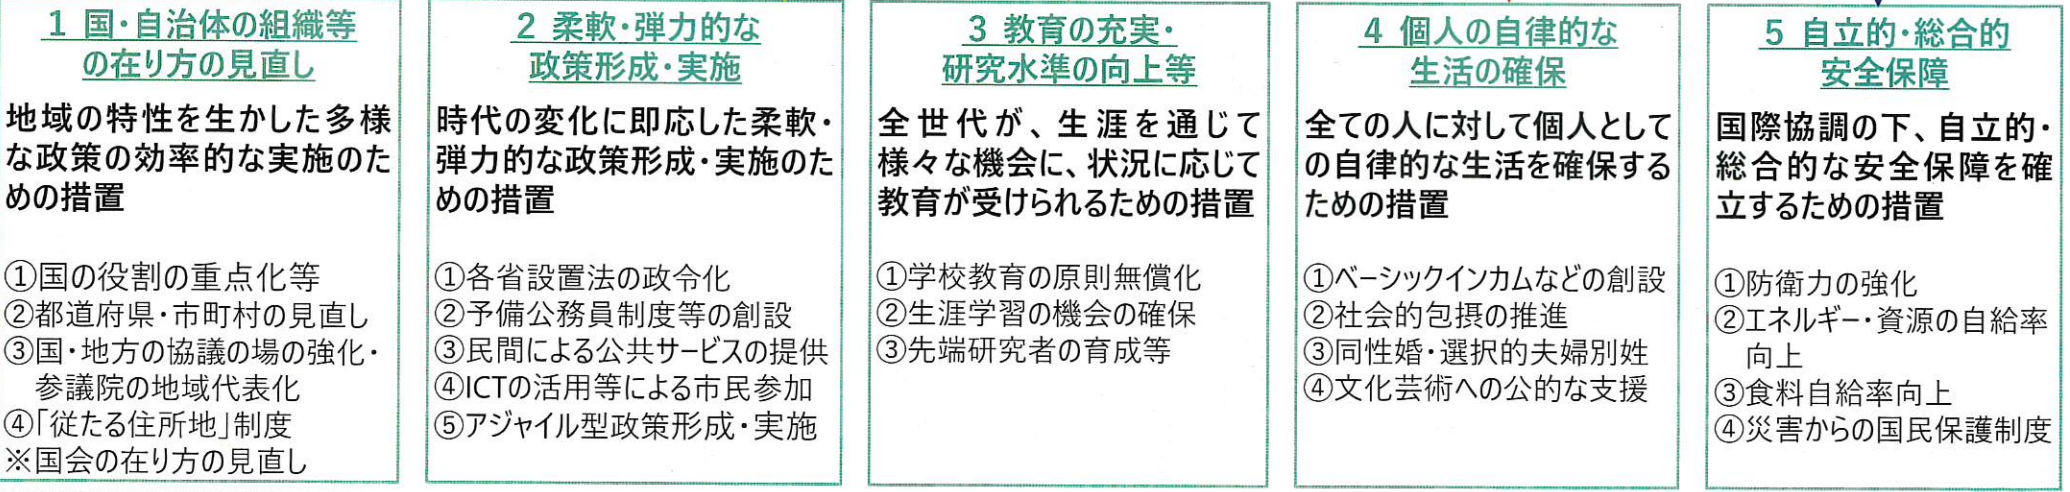 1 国・自治体の組織等
の在り方の見直し
地域の特性を生かした多様
な政策の効率的な実施のた
めの措置
①国の役割の重点化等
②都道府県・市町村の見直し
③国・地方の協議の場の強化・
参議院の地域代表化
④「従たる住所地」制度
※国会の在り方の見直し
2 柔軟・弾力的な
政策形成・実施
時代の変化に即応した柔軟・
弾力的な政策形成・実施のた
めの措置
①各省設置法の政令化
②予備公務員制度等の創設
③民間による公共サービスの提供
④ICTの活用等による市民参加
⑤アジャイル型政策形成・実施
3 教育の充実・
研究水準の向上等
全世代が、生涯を通じて
様々な機会に、状況に応じて
教育が受けられるための措置
①学校教育の原則無償化
②生涯学習の機会の確保
③先端研究者の育成等
4 個人の自律的な
生活の確保
全ての人に対して個人として
の自律的な生活を確保する
ための措置
①ベーシックインカムなどの創設
②社会的包摂の推進
③同性婚・選択的夫婦別姓
④文化芸術への公的な支援
5 自立的・総合的
安全保障
国際協調の下、自立的・
総合的な安全保障を確
立するための措置
①防衛力の強化
②エネルギー・資源の自給率
向上
③食料自給率向上
④災害からの国民保護制度